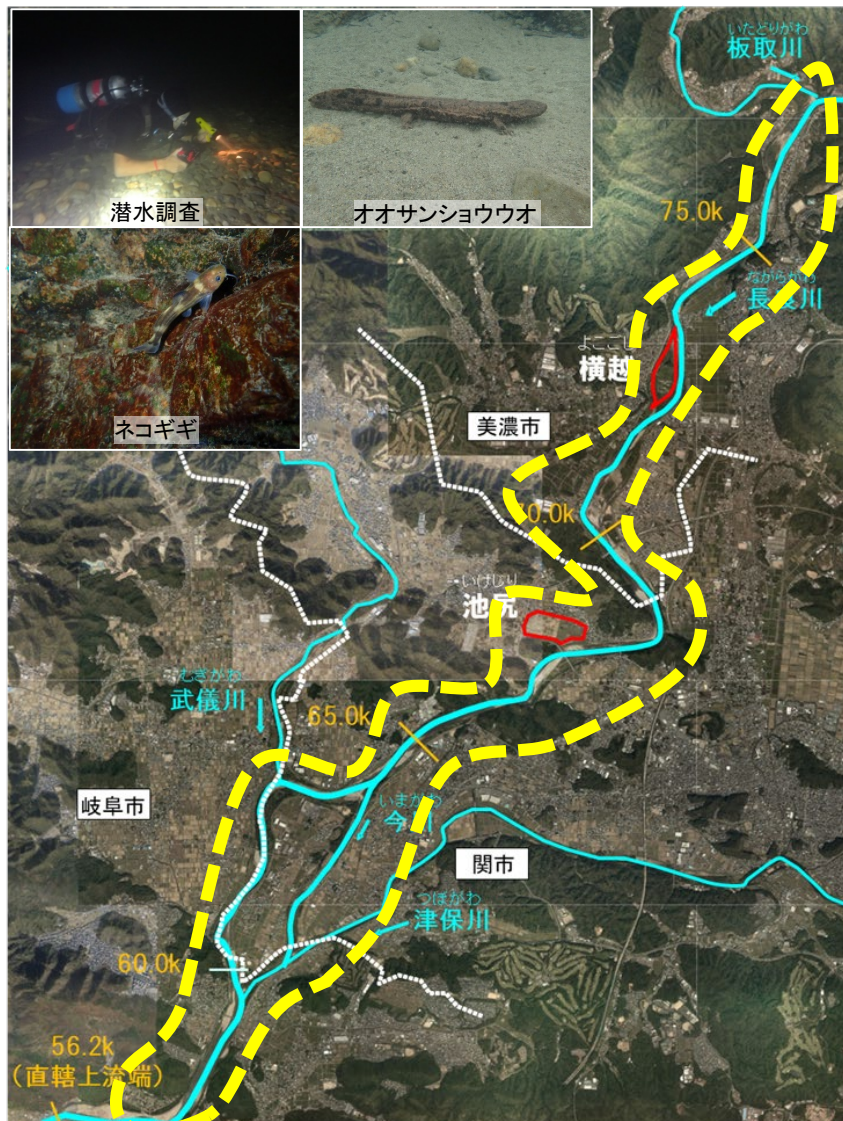 潜水調査
オオサンショウウオ
ネコギギ
いたどりがわ
板取川
75.0k
ながらがわ
長良川
よこごし
横越
美濃市
70.0k
いけじり
池尻
むぎがわ
武儀川
65.0k
岐阜市
いまがわ
今川
関市
つぼがわ
津保川
60.0k
56.2k
(直轄上流端)